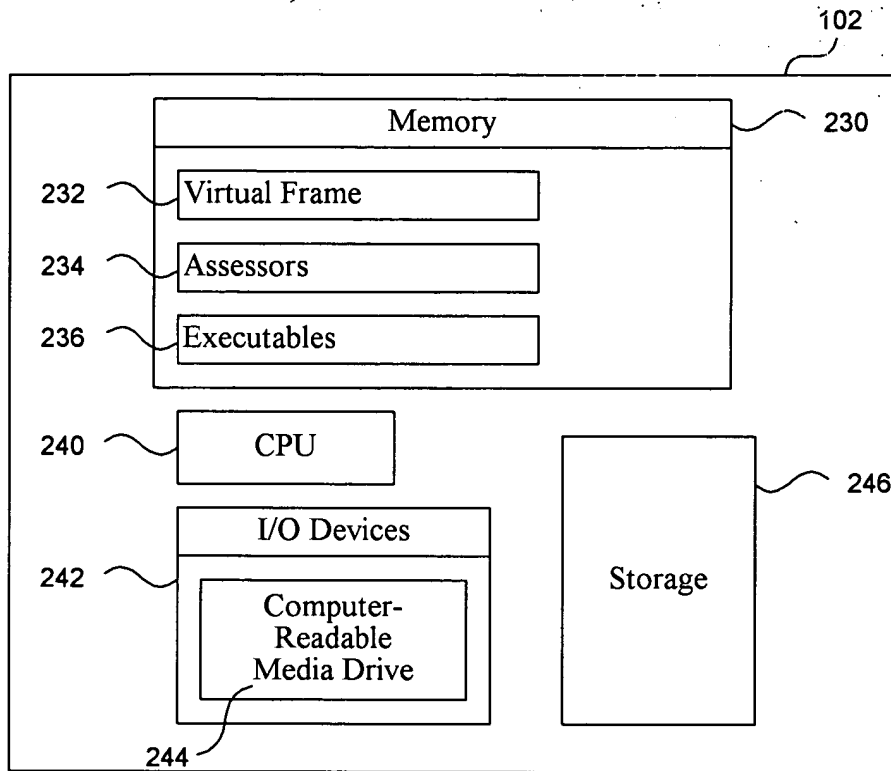 102
Memory
230
232
Virtual Frame
234
Assessors
236
Executables
240
CPU
246
I/O Devices
242
Storage
Computer-
Readable
Media Drive
244